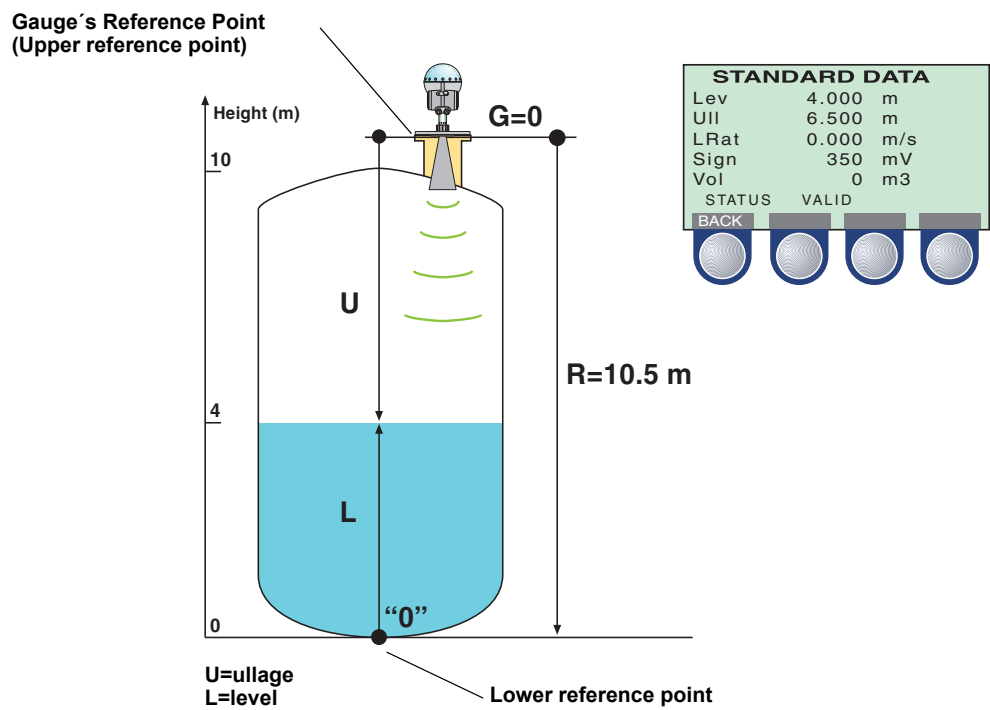 Gauge´s Reference Point
(Upper reference point)
Height (m)
G=0
10
U
R=10.5 m
4
L
“0”
0
U=ullage
L=level
Lower reference point
STANDARD DATA
Lev 4.000 m
Ull 6.500 m
LRat 0.000 m/s
Sign 350 mV
Vol 0 m3
STATUS VALID
BACK